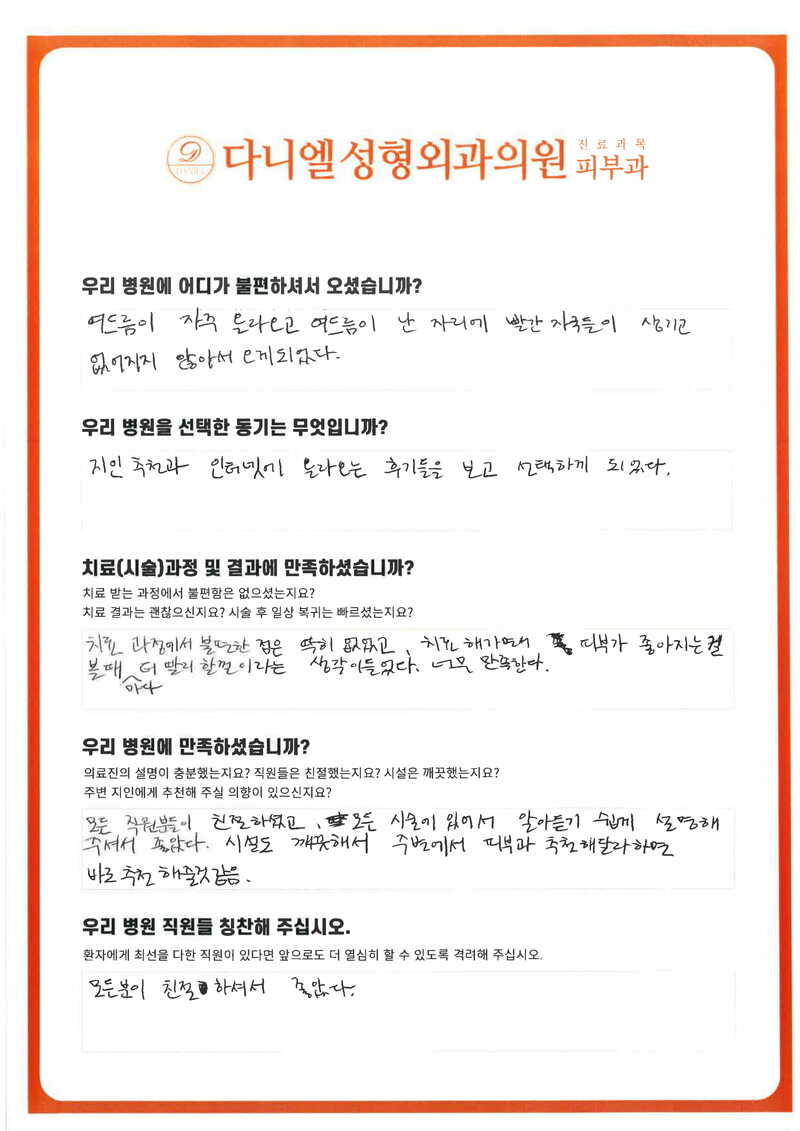 다니엘성형외과의원 진료과목 피부과
우리 병원에 어디가 불편하셔서 오셨습니까?
여드름이 자주 올라오고 여드름이 난 자리에 빨간 자국들이 생기고
없어지지 않아서 오게되었다.
우리 병원을 선택한 동기는 무엇입니까?
지인 추천과 인터넷에 올라오는 후기들을 보고 선택하게 되었다.
치료(시술)과정 및 결과에 만족하셨습니까?
치료 받는 과정에서 불편함은 없으셨는지요?
치료 결과는 괜찮으신지요? 시술 후 일상 복귀는 빠르셨는지요?
치료 과정에서 불편한 점은 딱히 없었고, 치료 해가면서 피부가 좋아지는걸
볼때마다 더 빨리 할껄이라는 생각이들었다. 너무 만족한다.
우리 병원에 만족하셨습니까?
의료진의 설명이 충분했는지요? 직원들은 친절했는지요? 시설은 깨끗했는지요?
주변 지인에게 추천해 주실 의향이 있으신지요?
모든 직원분들이 친절하였고, 모든 시술에 있어서 알아듣기 쉽게 설명해
주셔서 좋았다. 시설도 깨끗해서 주변에서 피부과 추천해달라하면
바로 추천 해줄것같음.
우리 병원 직원들 칭찬해 주십시오.
환자에게 최선을 다한 직원이 있다면 앞으로도 더 열심히 할 수 있도록 격려해 주십시오.
모든분이 친절하셔서 좋았다.